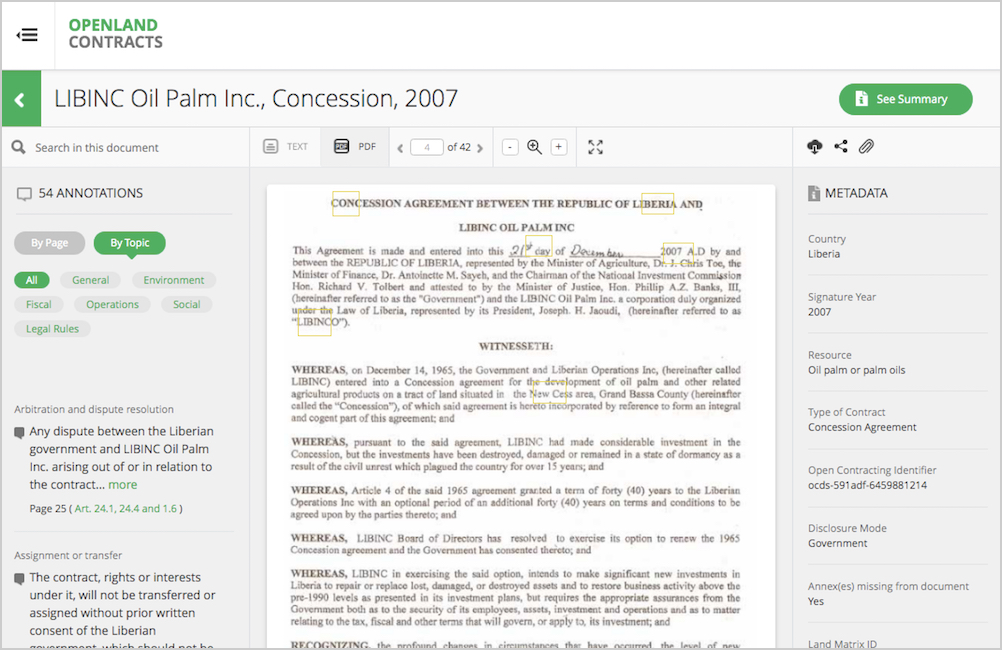 OPENLAND
CONTRACTS
LIBINC Oil Palm Inc., Concession, 2007
See Summary
Search in this document
TEXT
PDF
4 of 42
- +
54 ANNOTATIONS
By Page
By Topic
All
General
Environment
Fiscal
Operations
Social
Legal Rules
Arbitration and dispute resolution
Any dispute between the Liberian
government and LIBINC Oil Palm
Inc. arising out of or in relation to
the contract... more
Page 25 ( Art. 24.1, 24.4 and 1.6 )
Assignment or transfer
The contract, rights or interests
under it, will not be transferred or
assigned without prior written
consent of the Liberian
government, which should not be
CONCESSION AGREEMENT BETWEEN THE REPUBLIC OF LIBERIA AND
LIBINC OIL PALM INC
This Agreement is made and entered into this 21st day of December 2007 A.D by and
between the REPUBLIC OF LIBERIA, represented by the Minister of Agriculture, Dr. J. Chris Toe, the
Minister of Finance, Dr. Antoinette M. Sayeh, and the Chairman of the National Investment Commission
Hon. Richard V. Tolbert and attested to by the Minister of Justice, Hon. Phillip A.Z. Banks, III,
(hereinafter referred to as the "Government") and the LIBINC Oil Palm Inc. a corporation duly organized
under the Law of Liberia, represented by its President, Joseph. H. Jaoudi, (hereinafter referred to as
"LIBINCO").
WITNESSETH:
WHEREAS, on December 14, 1965, the Government and Liberian Operations Inc, (hereinafter called
LIBINC) entered into a Concession agreement for the development of oil palm and other related
agricultural products on a tract of land situated in the New Cess area, Grand Bassa County (hereinafter
called the "Concession"), of which said agreement is hereto incorporated by reference to form an integral
and cogent part of this agreement; and
WHEREAS, pursuant to the said agreement, LIBINC had made considerable investment in the
Concession, but the investments have been destroyed, damaged or remained in a state of dormancy as a
result of the civil unrest which plagued the country for over 15 years; and
WHEREAS, Article 4 of the said 1965 agreement granted a term of forty (40) years to the Liberian
Operations Inc with an optional period of an additional forty (40) years on terms and conditions to be
agreed upon by the parties thereto; and
WHEREAS, LIBINC Board of Directors has resolved to exercise its option to renew the 1965
Concession agreement and the Government has consented thereto; and
WHEREAS, LIBINC in exercising the said option, intends to make significant new investments in
Liberia to repair or replace lost, damaged, or destroyed assets and to restore business activity above the
pre-1990 levels as presented in its investment plans, but requires the appropriate assurances from the
Government both as to the security of its employees, assets, investment and operations and as to matter
relating to the tax, fiscal and other terms that will govern, or apply to, its investment; and
RECOGNIZING, the profound changes in circumstances that have occurred, the level of new
METADATA
Country
Liberia
Signature Year
2007
Resource
Oil palm or palm oils
Type of Contract
Concession Agreement
Open Contracting Identifier
ocds-591adf-6459881214
Disclosure Mode
Government
Annex(es) missing from document
Yes
Land Matrix ID